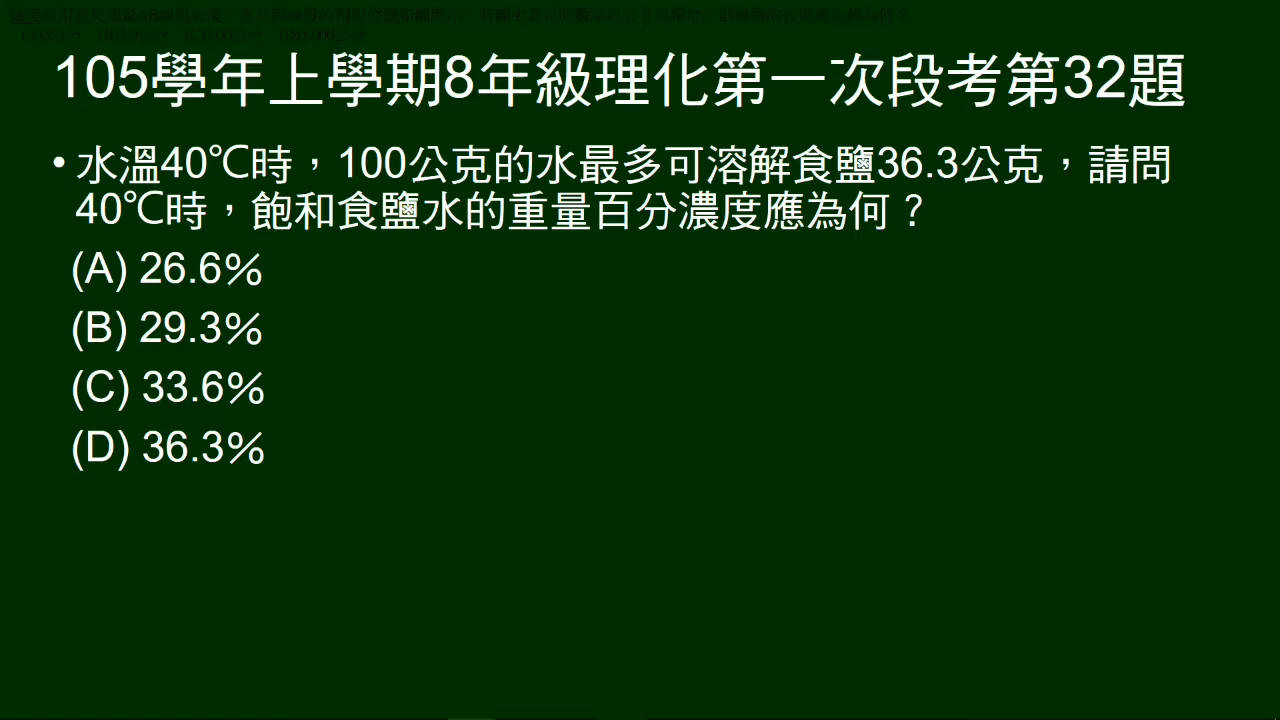 105學年上學期8年級理化第一次段考第32題
• 水溫40℃時，100公克的水最多可溶解食鹽36.3公克，請問
40℃時，飽和食鹽水的重量百分濃度應為何？
(A) 26.6％
(B) 29.3％
(C) 33.6％
(D) 36.3％